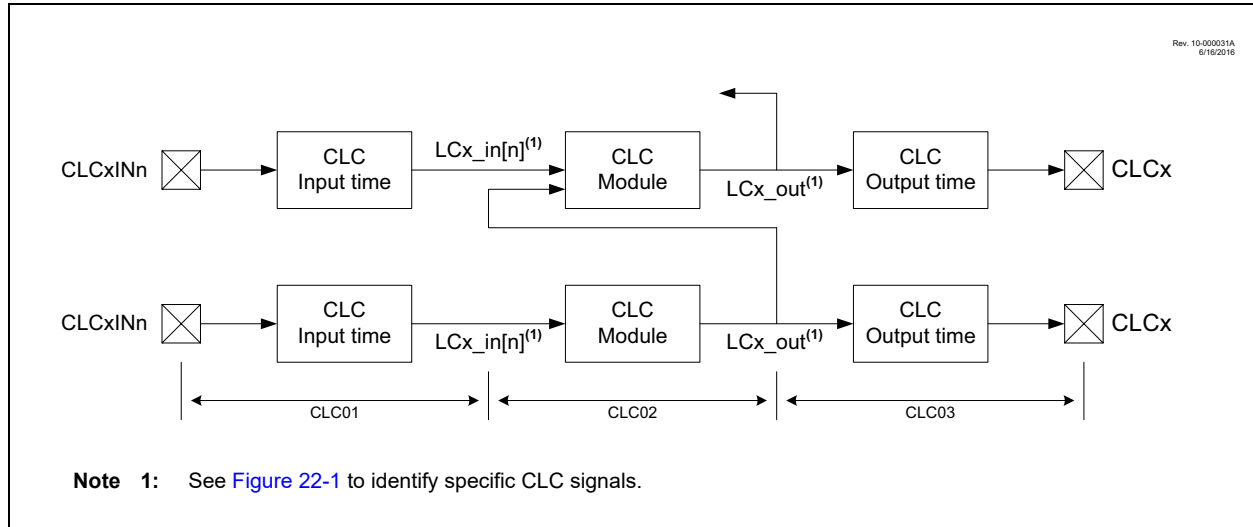 Rev. 10-000031A
6/16/2016
CLCxINn
CLC
Input time
LCx_in[n](1)
CLC
Module
LCx_out(1)
CLC
Output time
CLCx
CLCxINn
CLC
Input time
LCx_in[n](1)
CLC
Module
LCx_out(1)
CLC
Output time
CLCx
CLC01
CLC02
CLC03
Note 1: See Figure 22-1 to identify specific CLC signals.